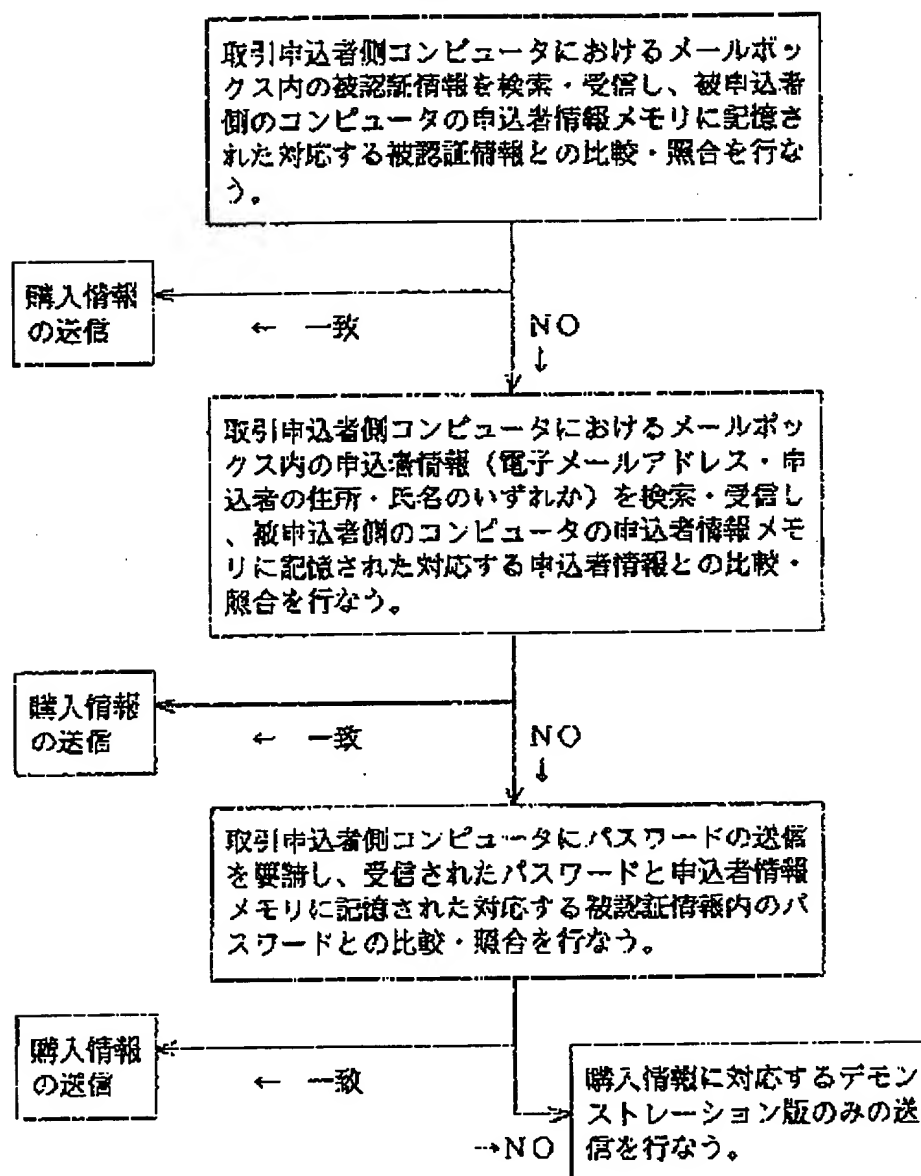 取引申込者側コンピュータにおけるメールボッ
クス内の被認証情報を検索・受信し、被申込者
側のコンピュータの申込者情報メモリに記憶さ
れた対応する被認証情報との比較・照合を行な
う。
購入情報
の送信
← 一致
NO
↓
取引申込者側コンピュータにおけるメールボッ
クス内の申込者情報(電子メールアドレス・申
込者の住所・氏名のいずれか)を検索・受信し
、被申込者側のコンピュータの申込者情報メモ
リに記憶された対応する申込者情報との比較・
照合を行なう。
購入情報
の送信
← 一致
NO
↓
取引申込者側コンピュータにパスワードの送信
を要請し、受信されたパスワードと申込者情報
メモリに記憶された対応する被認証情報内のパ
スワードとの比較・照合を行なう。
購入情報
の送信
← 一致
→NO
購入情報に対応するデモン
ストレーション版のみの送
信を行なう。